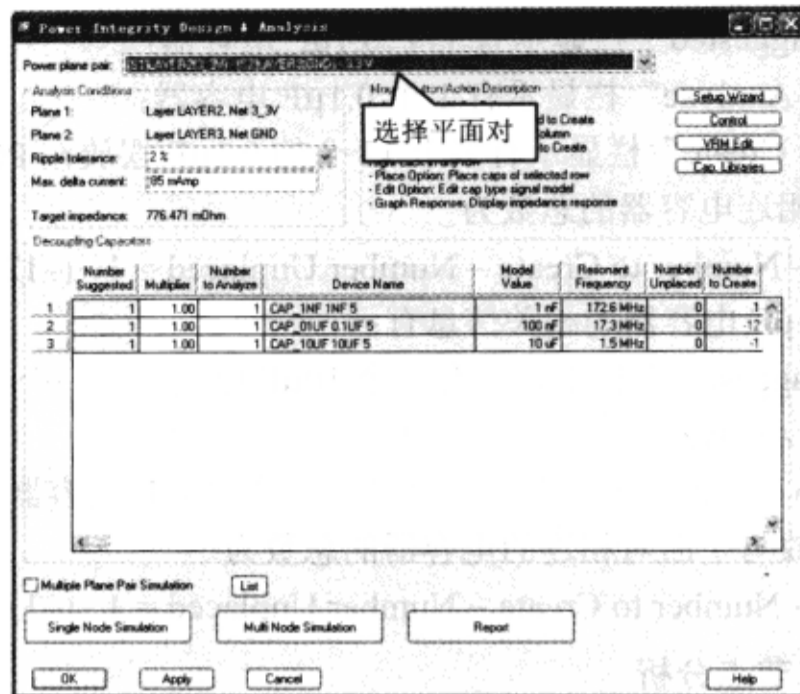 Power Integrity Design & Analysis
Power plane pair:
Analysis Conditions
Plane 1: Layer LAYER2, Net 3_3V
Plane 2: Layer LAYER3, Net GND
Ripple tolerance: 2 %
Max. delta current: 85 mAmp
Target impedance: 776.471 mOhm
Action Description
d to Create
olumn
to Create
- Place Option: Place caps of selected row
- Edit Option: Edit cap type signal model
- Graph Response: Display impedance response
选择平面对
Setup Wizard
Control
VRM Edit
Cap. Libraries
Decoupling Capacitors
Number Suggested Multiplier Number to Analyze Device Name Model Value Resonant Frequency Number Unplaced Number to Create
1 1 1.00 1 CAP_1NF 1NF 5 1 nF 172.6 MHz 0 1
2 1 1.00 1 CAP_01UF 0.1UF 5 100 nF 17.3 MHz 0 -12
3 1 1.00 1 CAP_10UF 10UF 5 10 uF 1.5 MHz 0 -1
Multiple Plane Pair Simulation List
Single Node Simulation Multi Node Simulation Report
OK Apply Cancel Help